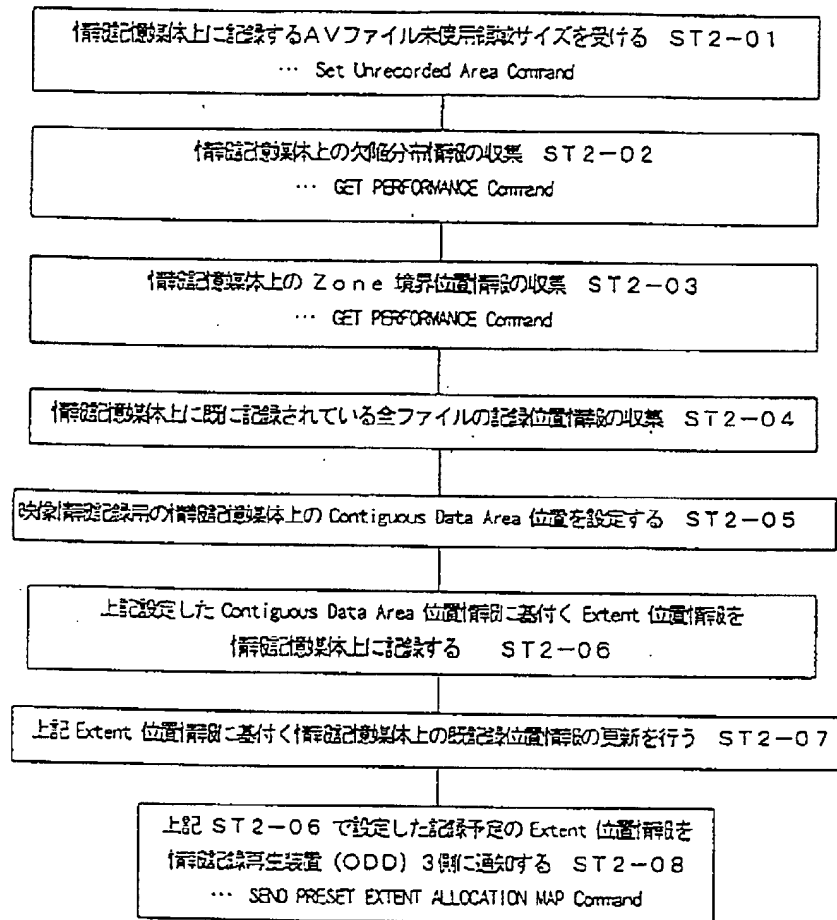 情報記憶媒体上に記録するAVファイル未使用領域サイズを受ける ST2-01
… Set Unrecorded Area Command
情報記憶媒体上の欠陥分布情報の収集 ST2-02
… GET PERFORMANCE Command
情報記憶媒体上の Zone 境界位置情報の収集 ST2-03
… GET PERFORMANCE Command
情報記憶媒体上に既に記録されている全ファイルの記録位置情報の収集 ST2-04
映像情報記録用の情報記憶媒体上の Contiguous Data Area 位置を設定する ST2-05
上記設定した Contiguous Data Area 位置情報に基付く Extent 位置情報を
情報記憶媒体上に記録する ST2-06
上記 Extent 位置情報に基付く情報記憶媒体上の既記録位置情報の更新を行う ST2-07
上記 ST2-06 で設定した記録予定の Extent 位置情報を
情報記録再生装置 (ODD) 3側に通知する ST2-08
… SEND PRESET EXTENT ALLOCATION MAP Command